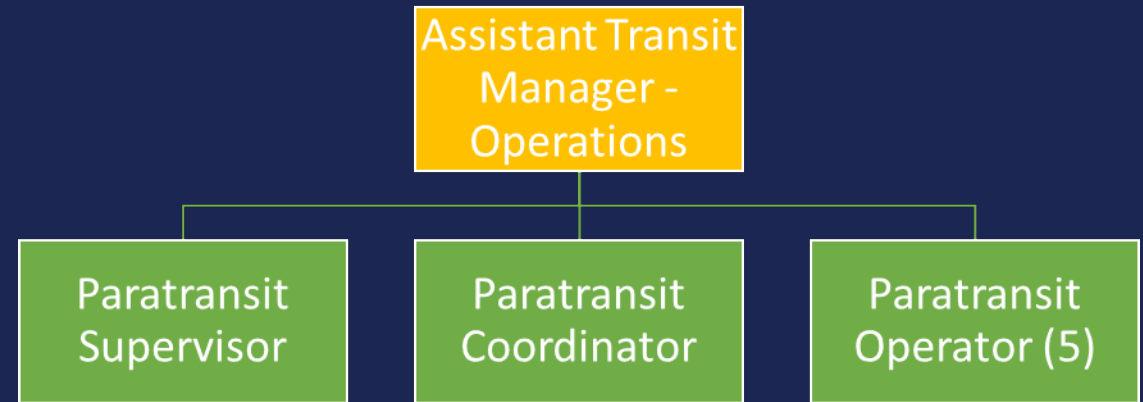 Assistant Transit
Manager -
Operations
Paratransit
Supervisor
Paratransit
Coordinator
Paratransit
Operator (5)